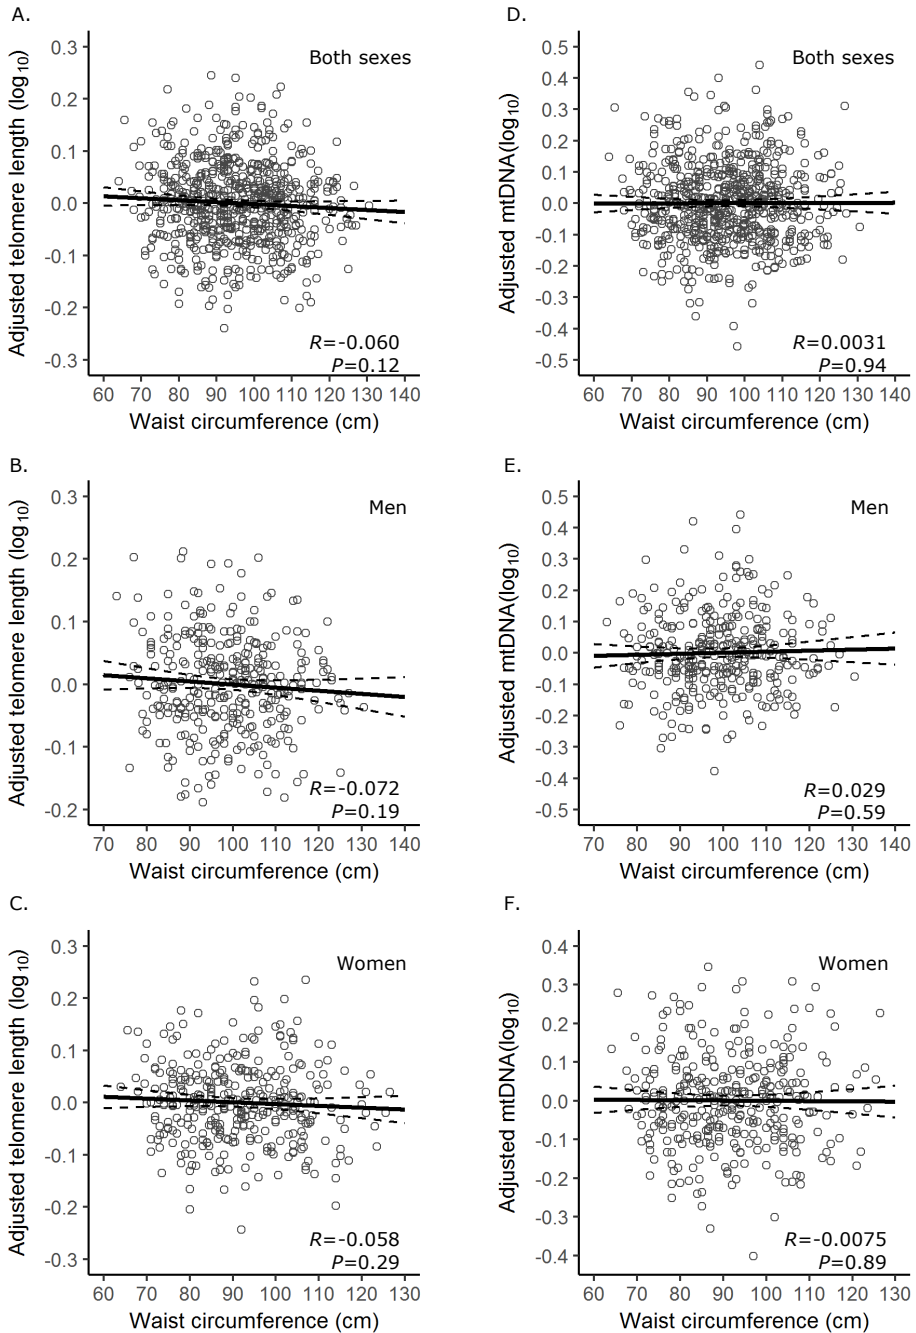 A.
Adjusted telomere length (log10)
0.3
0.2
0.1
0.0
-0.1
-0.2
-0.3
Both sexes
R=-0.060
P=0.12
60 70 80 90 100 110 120 130 140
Waist circumference (cm)
D.
Adjusted mtDNA(log10)
0.5
0.4
0.3
0.2
0.1
0.0
-0.1
-0.2
-0.3
-0.4
-0.5
Both sexes
R=0.0031
P=0.94
60 70 80 90 100 110 120 130 140
Waist circumference (cm)
B.
Adjusted telomere length (log10)
0.3
0.2
0.1
0.0
-0.1
-0.2
Men
R=-0.072
P=0.19
70 80 90 100 110 120 130 140
Waist circumference (cm)
E.
Adjusted mtDNA(log10)
0.5
0.4
0.3
0.2
0.1
0.0
-0.1
-0.2
-0.3
-0.4
-0.5
Men
R=0.029
P=0.59
70 80 90 100 110 120 130 140
Waist circumference (cm)
C.
Adjusted telomere length (log10)
0.3
0.2
0.1
0.0
-0.1
-0.2
-0.3
Women
R=-0.058
P=0.29
60 70 80 90 100 110 120 130
Waist circumference (cm)
F.
Adjusted mtDNA(log10)
0.4
0.3
0.2
0.1
0.0
-0.1
-0.2
-0.3
-0.4
Women
R=-0.0075
P=0.89
60 70 80 90 100 110 120 130
Waist circumference (cm)